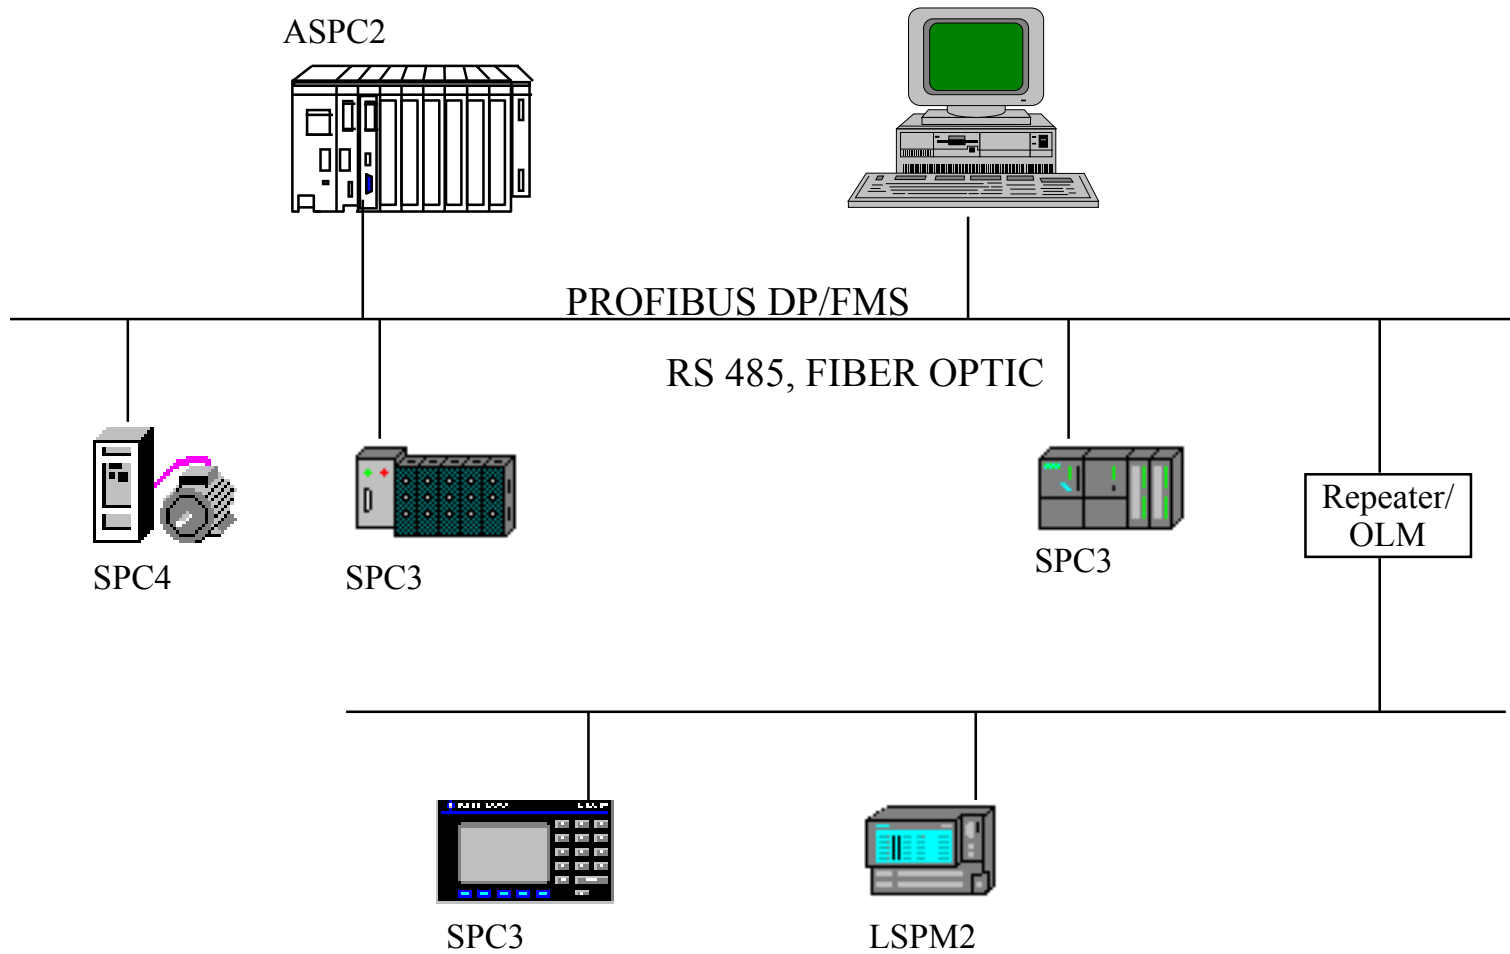 ASPC2
PROFIBUS DP/FMS
RS 485, FIBER OPTIC
SPC4
SPC3
SPC3
Repeater/
OLM
SPC3
LSPM2